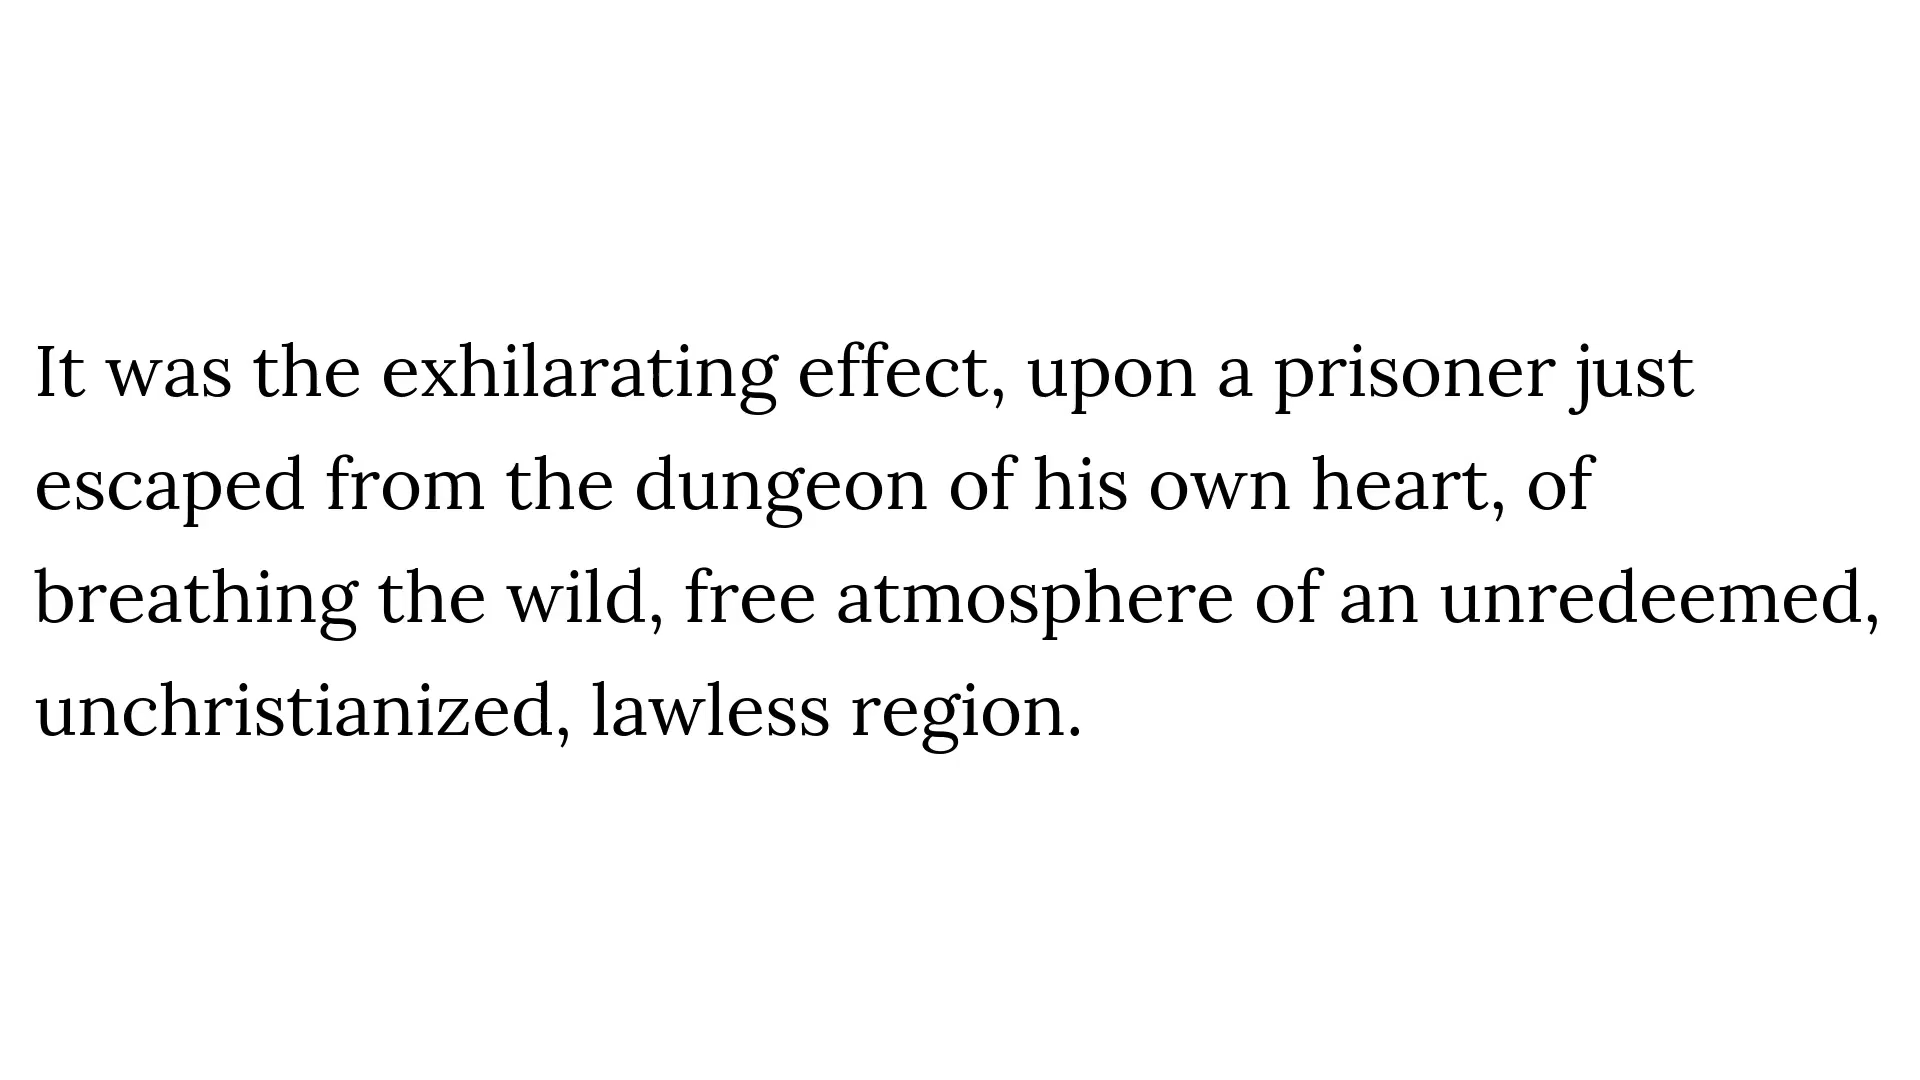 It was the exhilarating effect, upon a prisoner just
escaped from the dungeon of his own heart, of
breathing the wild, free atmosphere of an unredeemed,
unchristianized, lawless region.